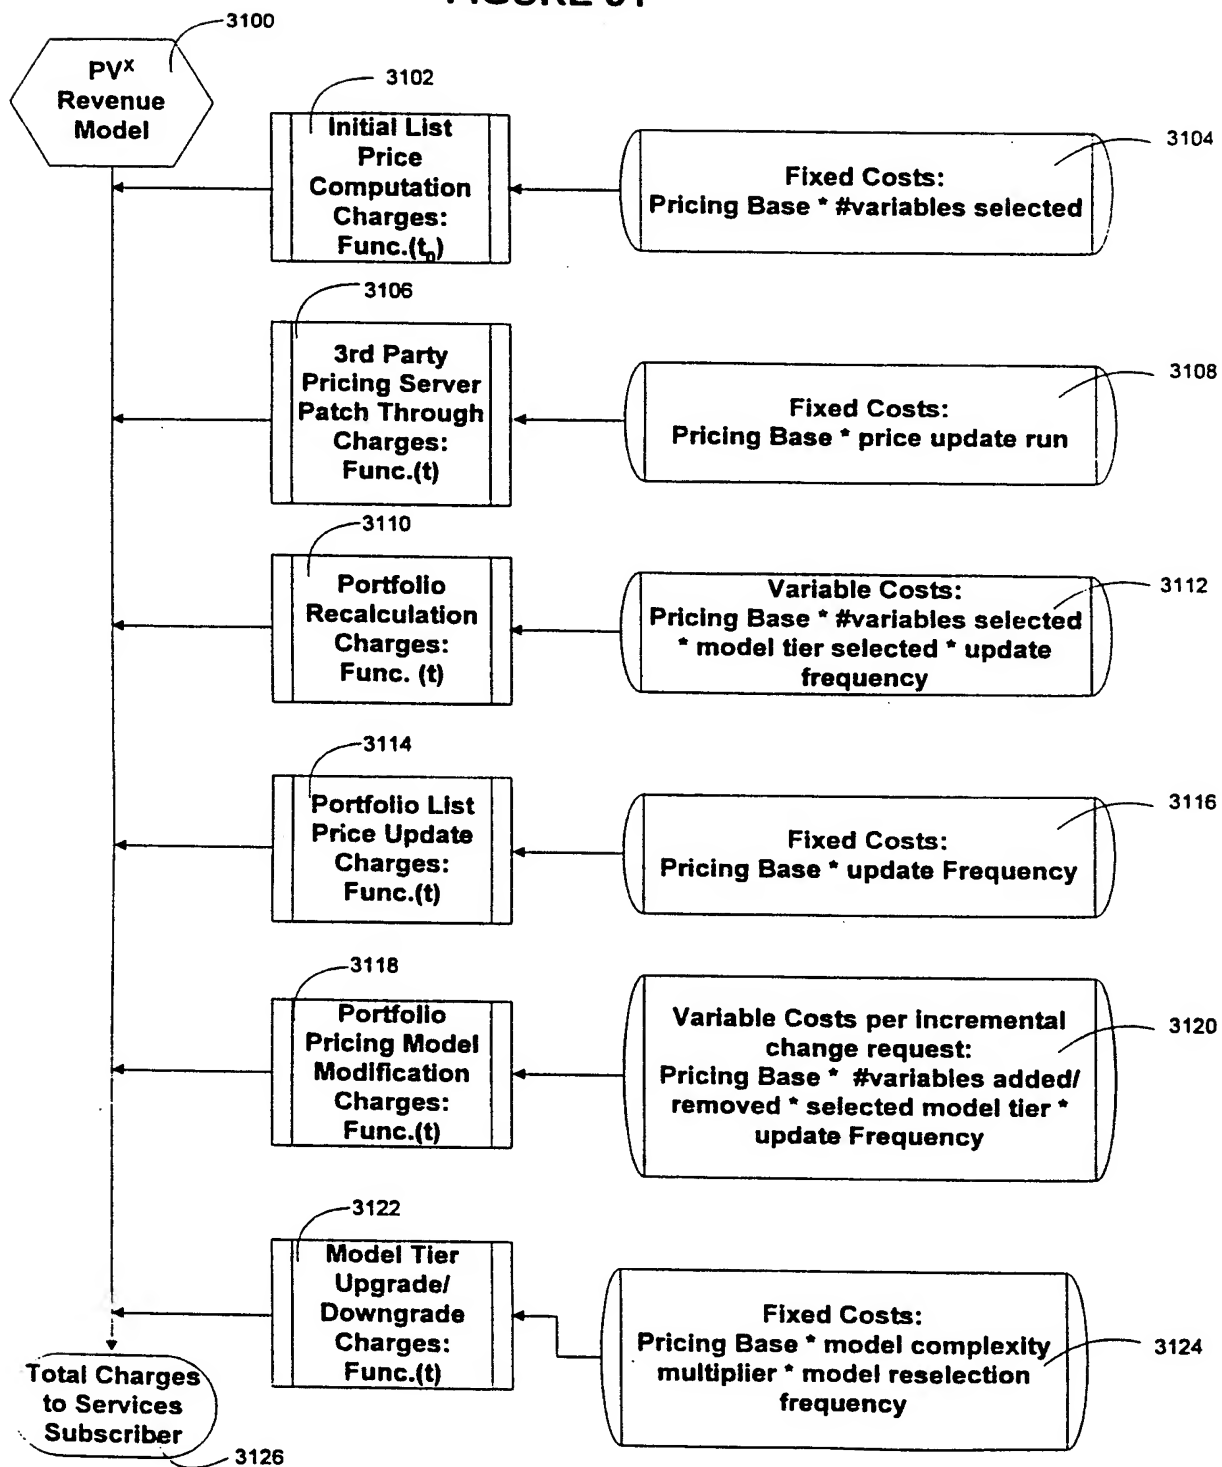 3100
PVX
Revenue
Model
3102
Initial List
Price
Computation
Charges:
Func.(t0)
3104
Fixed Costs:
Pricing Base * #variables selected
3106
3rd Party
Pricing Server
Patch Through
Charges:
Func.(t)
3108
Fixed Costs:
Pricing Base * price update run
3110
Portfolio
Recalculation
Charges:
Func. (t)
3112
Variable Costs:
Pricing Base * #variables selected
* model tier selected * update
frequency
3114
Portfolio List
Price Update
Charges:
Func.(t)
3116
Fixed Costs:
Pricing Base * update Frequency
3118
Portfolio
Pricing Model
Modification
Charges:
Func.(t)
3120
Variable Costs per incremental
change request:
Pricing Base * #variables added/
removed * selected model tier *
update Frequency
3122
Model Tier
Upgrade/
Downgrade
Charges:
Func.(t)
3124
Fixed Costs:
Pricing Base * model complexity
multiplier * model reselection
frequency
Total Charges
to Services
Subscriber
3126